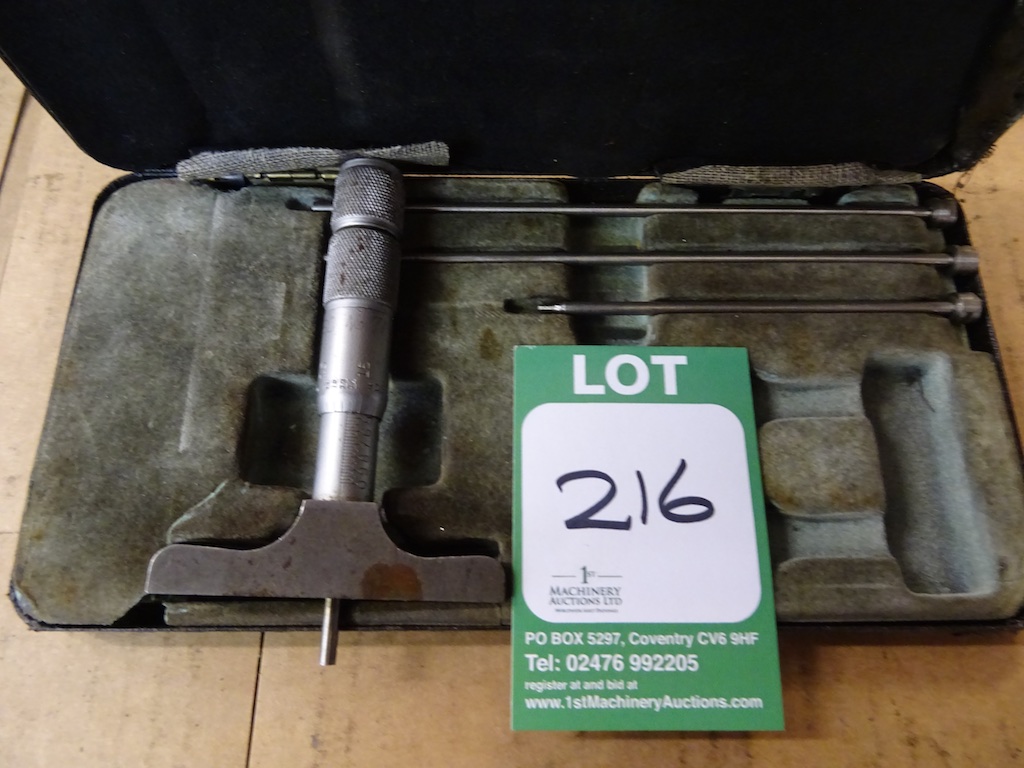 LOT
216
1ST
MACHINERY
AUCTIONS LTD
PO BOX 5297, Coventry CV6 9HF
Tel: 02476 992205
register at and bid at
www.1stMachineryAuctions.com